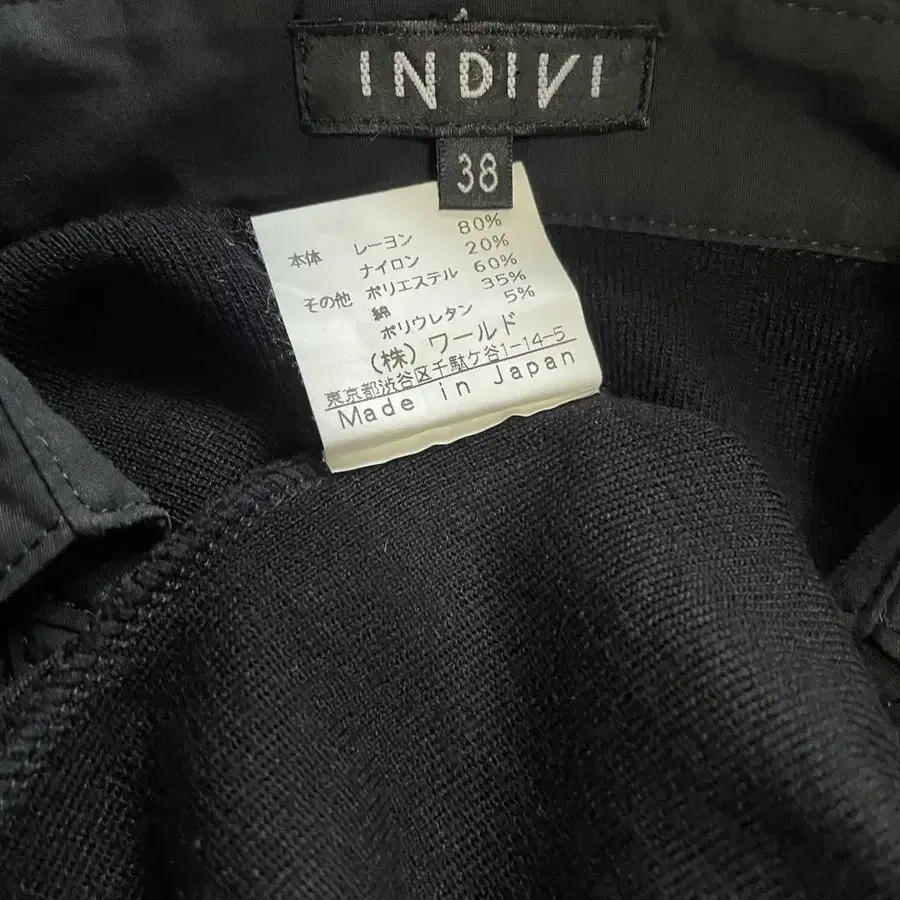 INDIVI
38
本体 レーヨン 80%
ナイロン 20%
その他 ポリエステル 60%
綿 35%
ポリウレタン 5%
(株) ワールド
東京都渋谷区千駄ケ谷1-14-5
Made in Japan